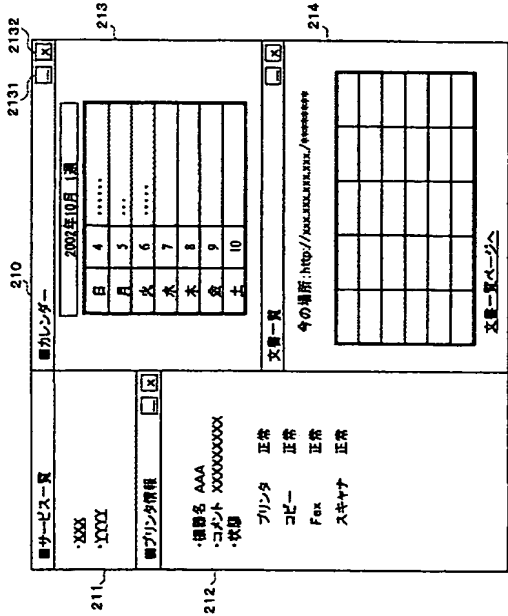 210
2131
2132
213
214
211
212
■サービス一覧
・XXX
・YYYY
■プリンタ情報
・機器名 AAA
・コメント XXXXXXXXXX
・状態
プリンタ 正常
コピー 正常
Fax 正常
スキャナ 正常
■カレンダー
2002年10月 1週
日 4 ......
月 5 ...
火 6 .....
水 7
木 8
金 9
土 10
文書一覧
今の場所:http://xxx.xxx.xxx.xxx./********
文書一覧ページへ